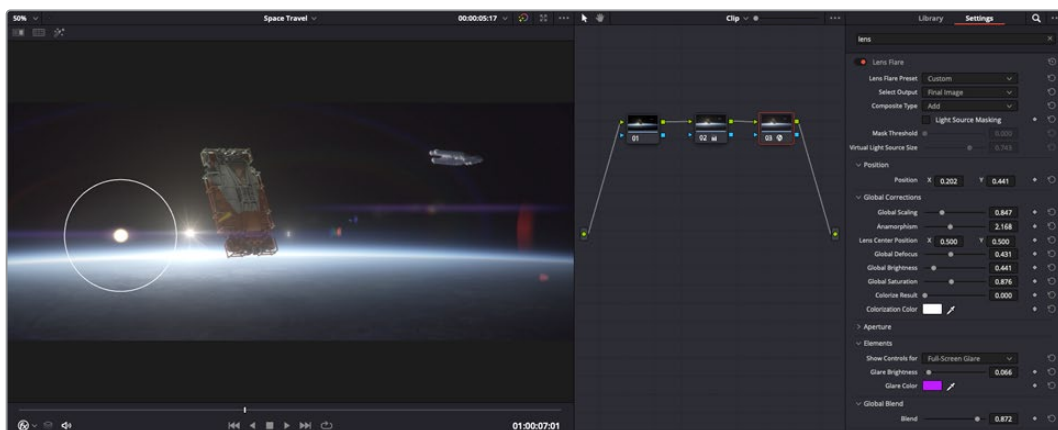 50%
Space Travel
00:00:05:17
Clip
Library
Settings
lens
Lens Flare
Lens Flare Preset Custom
Select Output Final Image
Composite Type Add
Light Source Masking
Mask Threshold 0.000
Virtual Light Source Size 0.743
Position
Position X 0.202 Y 0.441
Global Corrections
Global Scaling 0.847
Anamorphism 2.168
Lens Center Position X 0.500 Y 0.500
Global Defocus 0.431
Global Brightness 0.441
Global Saturation 0.876
Colorize Result 0.000
Colorization Color
Aperture
Elements
Show Controls for Full-Screen Glare
Glare Brightness 0.066
Glare Color
Global Blend
Blend 0.872
01
02
03
01:00:07:01